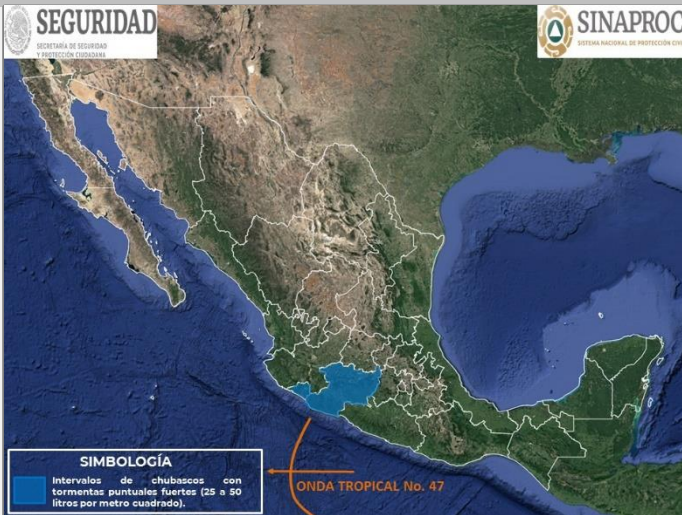 SEGURIDAD
SECRETARÍA DE SEGURIDAD
Y PROTECCIÓN CIUDADANA
SINAPROC
SISTEMA NACIONAL DE PROTECCIÓN CIVI
SIMBOLOGÍA
Intervalos de chubascos con
tormentas puntuales fuertes (25 a 50
litros por metro cuadrado).
ONDA TROPICAL No. 47